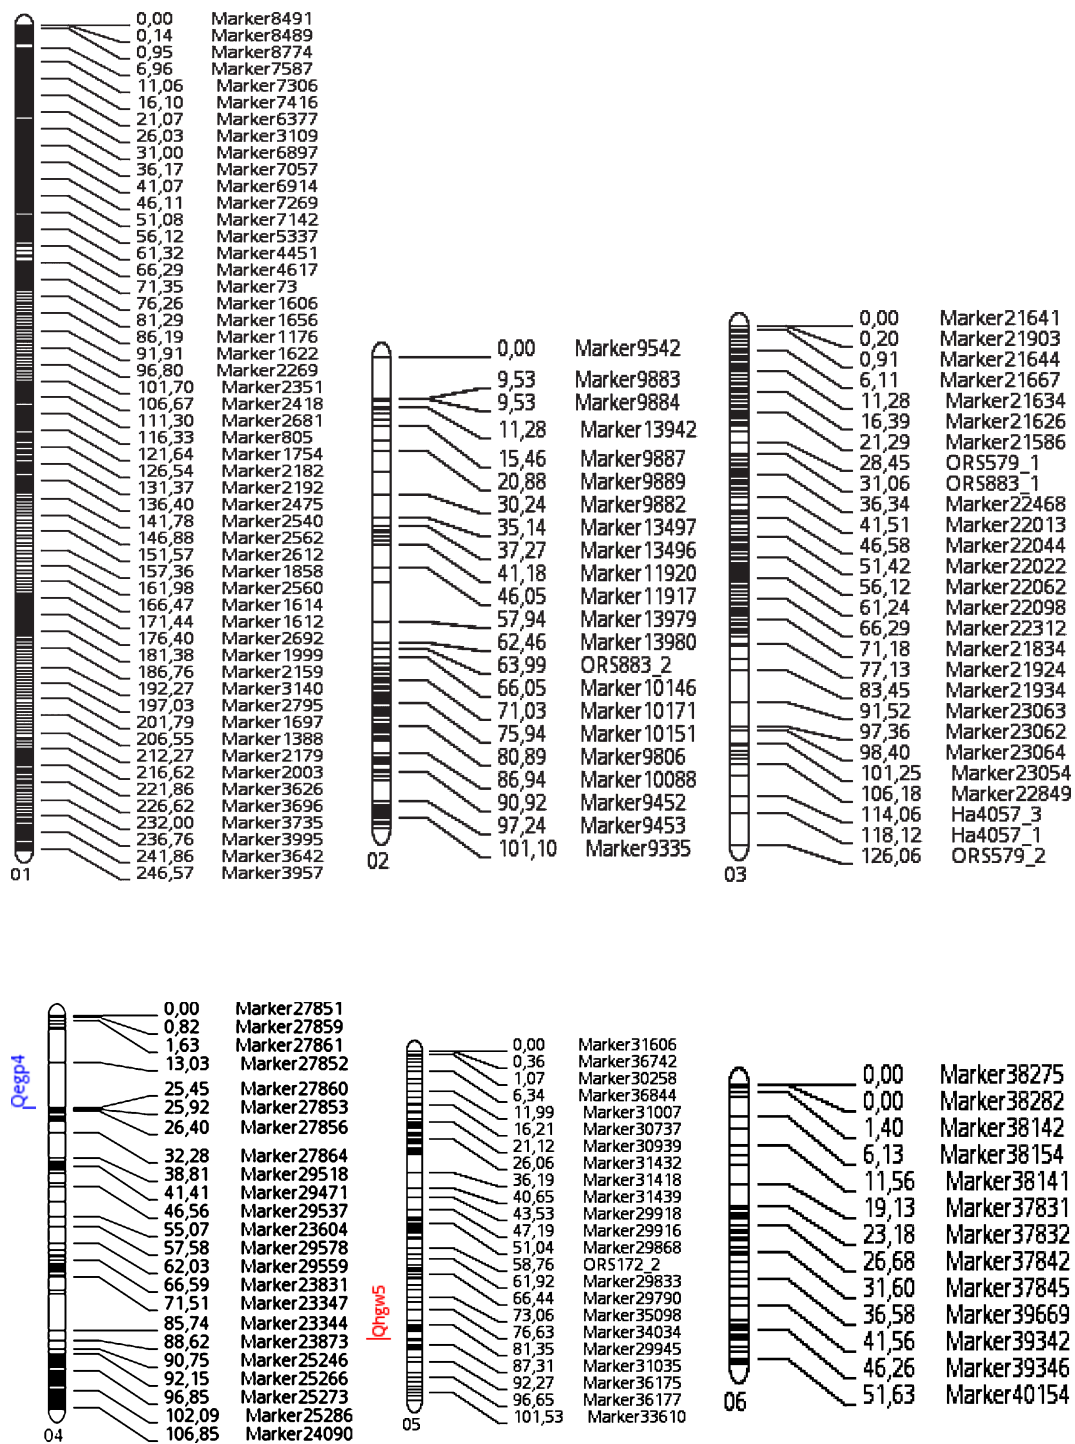 0,00 Marker8491
0,14 Marker8489
0,95 Marker8774
6,96 Marker7587
11,06 Marker7306
16,10 Marker7416
21,07 Marker6377
26,03 Marker3109
31,00 Marker6897
36,17 Marker7057
41,07 Marker6914
46,11 Marker7269
51,08 Marker7142
56,12 Marker5337
61,32 Marker4451
66,29 Marker4617
71,35 Marker73
76,26 Marker1606
81,29 Marker1656
86,19 Marker1176
91,91 Marker1622
96,80 Marker2269
101,70 Marker2351
106,67 Marker2418
111,30 Marker2681
116,33 Marker805
121,64 Marker1754
126,54 Marker2182
131,37 Marker2192
136,40 Marker2475
141,78 Marker2540
146,88 Marker2562
151,57 Marker2612
157,36 Marker1858
161,98 Marker2560
166,47 Marker1614
171,44 Marker1612
176,40 Marker2692
181,38 Marker1999
186,76 Marker2159
192,27 Marker3140
197,03 Marker2795
201,79 Marker1697
206,55 Marker1388
212,27 Marker2179
216,62 Marker2003
221,86 Marker3626
226,62 Marker3696
232,00 Marker3735
236,76 Marker3995
241,86 Marker3642
246,57 Marker3957
01
0,00 Marker9542
9,53 Marker9883
9,53 Marker9884
11,28 Marker13942
15,46 Marker9887
20,88 Marker9889
30,24 Marker9882
35,14 Marker13497
37,27 Marker13496
41,18 Marker11920
46,05 Marker11917
57,94 Marker13979
62,46 Marker13980
63,99 ORS883_2
66,05 Marker10146
71,03 Marker10171
75,94 Marker10151
80,89 Marker9806
86,94 Marker10088
90,92 Marker9452
97,24 Marker9453
101,10 Marker9335
02
0,00 Marker21641
0,20 Marker21903
0,91 Marker21644
6,11 Marker21667
11,28 Marker21634
16,39 Marker21626
21,29 Marker21586
28,45 ORS579_1
31,06 ORS883_1
36,34 Marker22468
41,51 Marker22013
46,58 Marker22044
51,42 Marker22022
56,12 Marker22062
61,24 Marker22098
66,29 Marker22312
71,18 Marker21834
77,13 Marker21924
83,45 Marker21934
91,52 Marker23063
97,36 Marker23062
98,40 Marker23064
101,25 Marker23054
106,18 Marker22849
114,06 Ha4057_3
118,12 Ha4057_1
126,06 ORS579_2
03
Qegp4
0,00 Marker27851
0,82 Marker27859
1,63 Marker27861
13,03 Marker27852
25,45 Marker27860
25,92 Marker27853
26,40 Marker27856
32,28 Marker27864
38,81 Marker29518
41,41 Marker29471
46,56 Marker29537
55,07 Marker23604
57,58 Marker29578
62,03 Marker29559
66,59 Marker23831
71,51 Marker23347
85,74 Marker23344
88,62 Marker23873
90,75 Marker25246
92,15 Marker25266
96,85 Marker25273
102,09 Marker25286
106,85 Marker24090
04
Qhgw5
0,00 Marker31606
0,36 Marker36742
1,07 Marker30258
6,34 Marker36844
11,99 Marker31007
16,21 Marker30737
21,12 Marker30939
26,06 Marker31432
36,19 Marker31418
40,65 Marker31439
43,53 Marker29918
47,19 Marker29916
51,04 Marker29868
58,76 ORS172_2
61,92 Marker29833
66,44 Marker29790
73,06 Marker35098
76,63 Marker34034
81,35 Marker29945
87,31 Marker31035
92,27 Marker36175
96,65 Marker36177
101,53 Marker33610
05
0,00 Marker38275
0,00 Marker38282
1,40 Marker38142
6,13 Marker38154
11,56 Marker38141
19,13 Marker37831
23,18 Marker37832
26,68 Marker37842
31,60 Marker37845
36,58 Marker39669
41,56 Marker39342
46,26 Marker39346
51,63 Marker40154
06